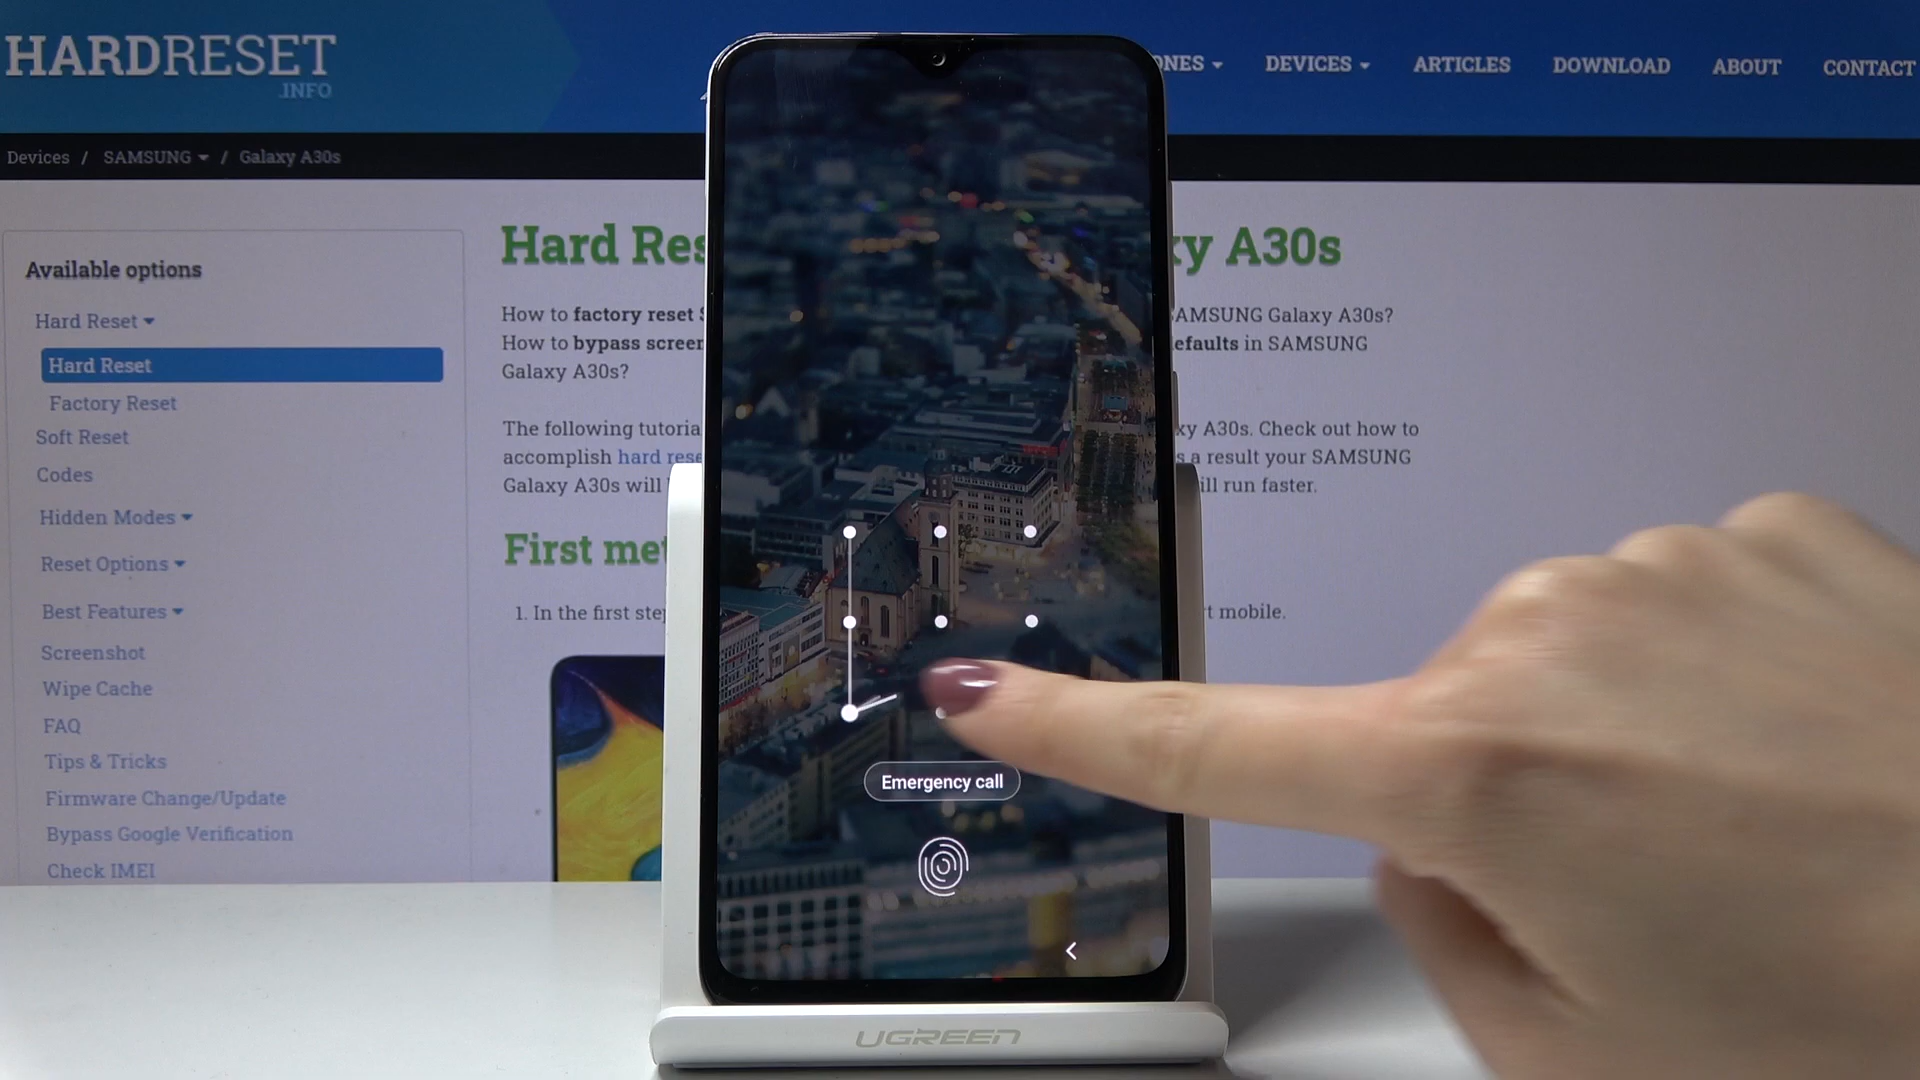 HARDRESET
.INFO
ONES DEVICES ARTICLES DOWNLOAD ABOUT CONTACT
Devices / SAMSUNG / Galaxy A30s
Available options
Hard Reset
Hard Reset
Factory Reset
Soft Reset
Codes
Hidden Modes
Reset Options
Best Features
Screenshot
Wipe Cache
FAQ
Tips & Tricks
Firmware Change/Update
Bypass Google Verification
Check IMEI
Hard Res xy A30s
How to factory reset S AMSUNG Galaxy A30s?
How to bypass screen efaults in SAMSUNG
Galaxy A30s?
The following tutoria xy A30s. Check out how to
accomplish hard rese s a result your SAMSUNG
Galaxy A30s will ill run faster.
First met
1. In the first step t mobile.
Emergency call
UGREEN